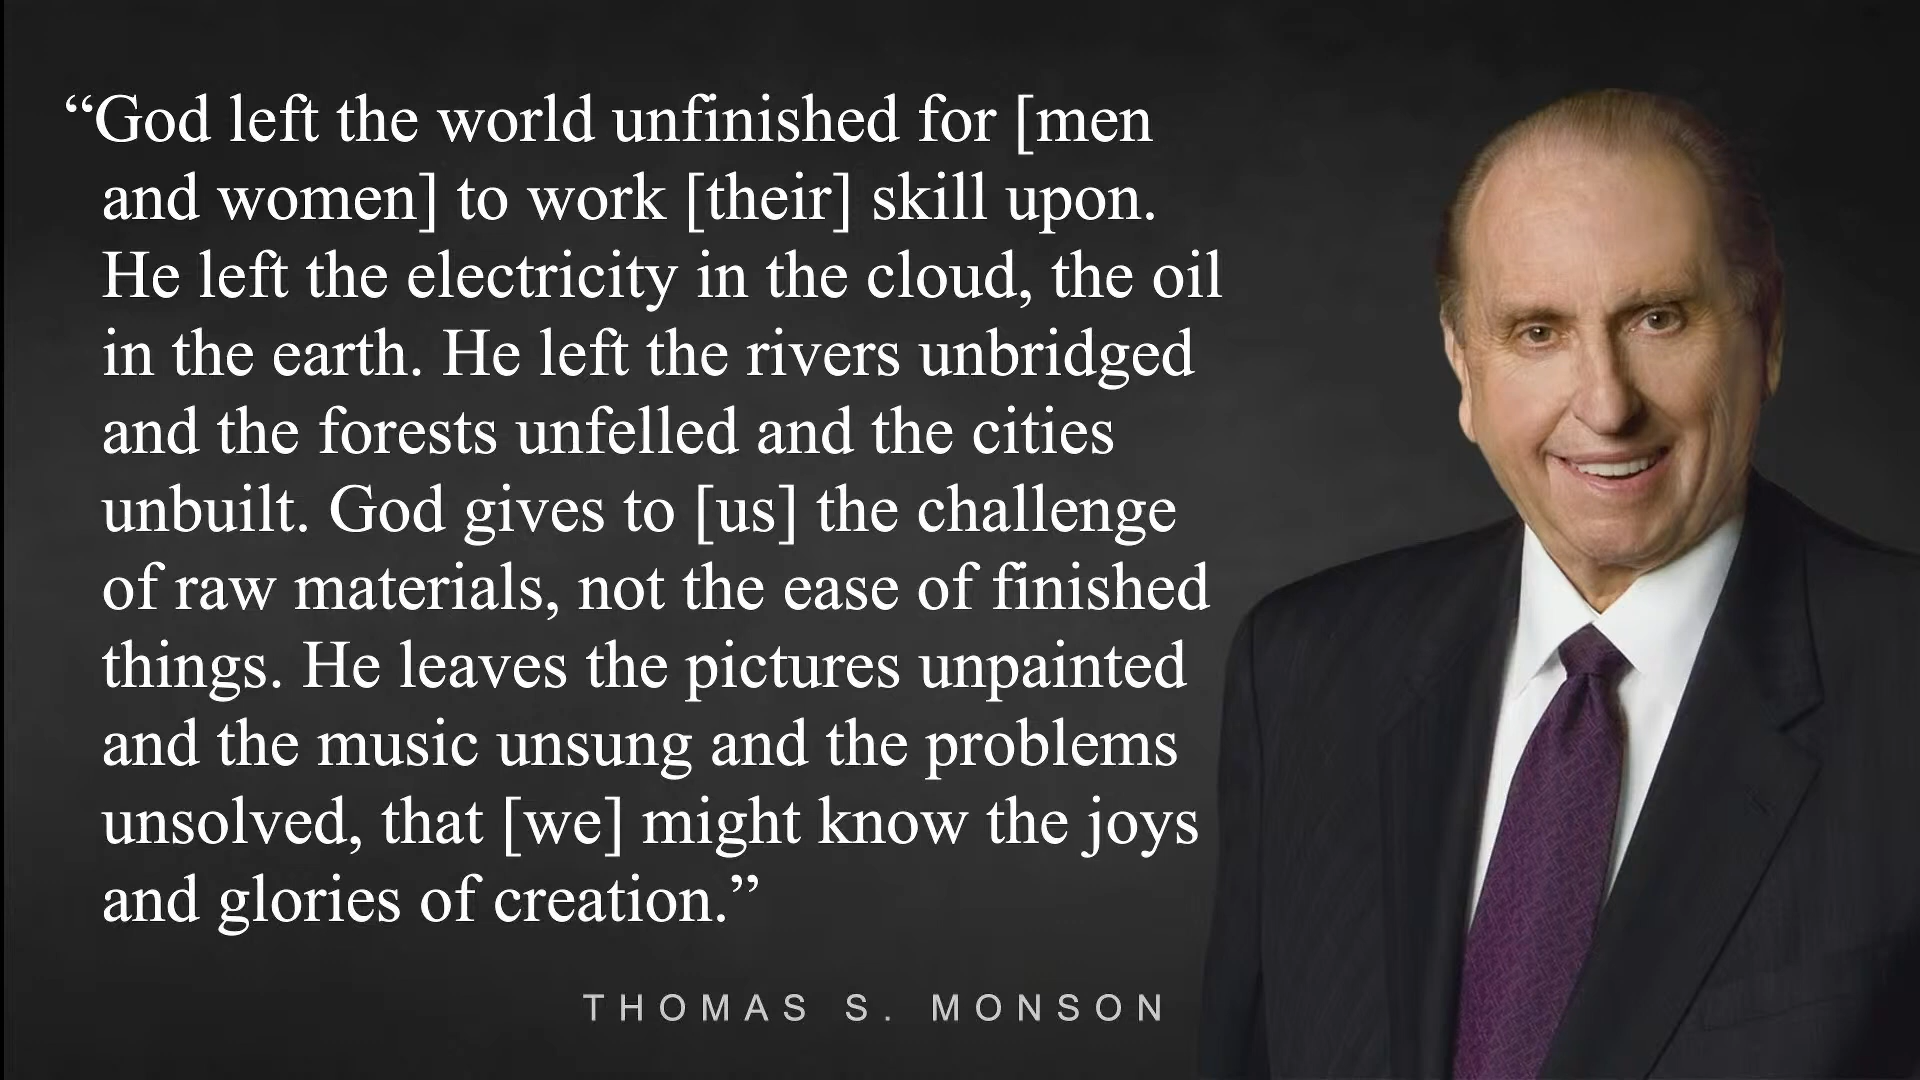 “God left the world unfinished for [men
and women] to work [their] skill upon.
He left the electricity in the cloud, the oil
in the earth. He left the rivers unbridged
and the forests unfelled and the cities
unbuilt. God gives to [us] the challenge
of raw materials, not the ease of finished
things. He leaves the pictures unpainted
and the music unsung and the problems
unsolved, that [we] might know the joys
and glories of creation.”
THOMAS S. MONSON